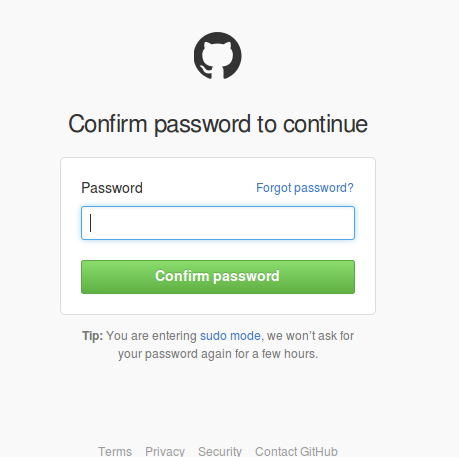 Confirm password to continue
Password
Forgot password?
Confirm password
Tip: You are entering sudo mode, we won’t ask for
your password again for a few hours.
Terms Privacy Security Contact GitHub